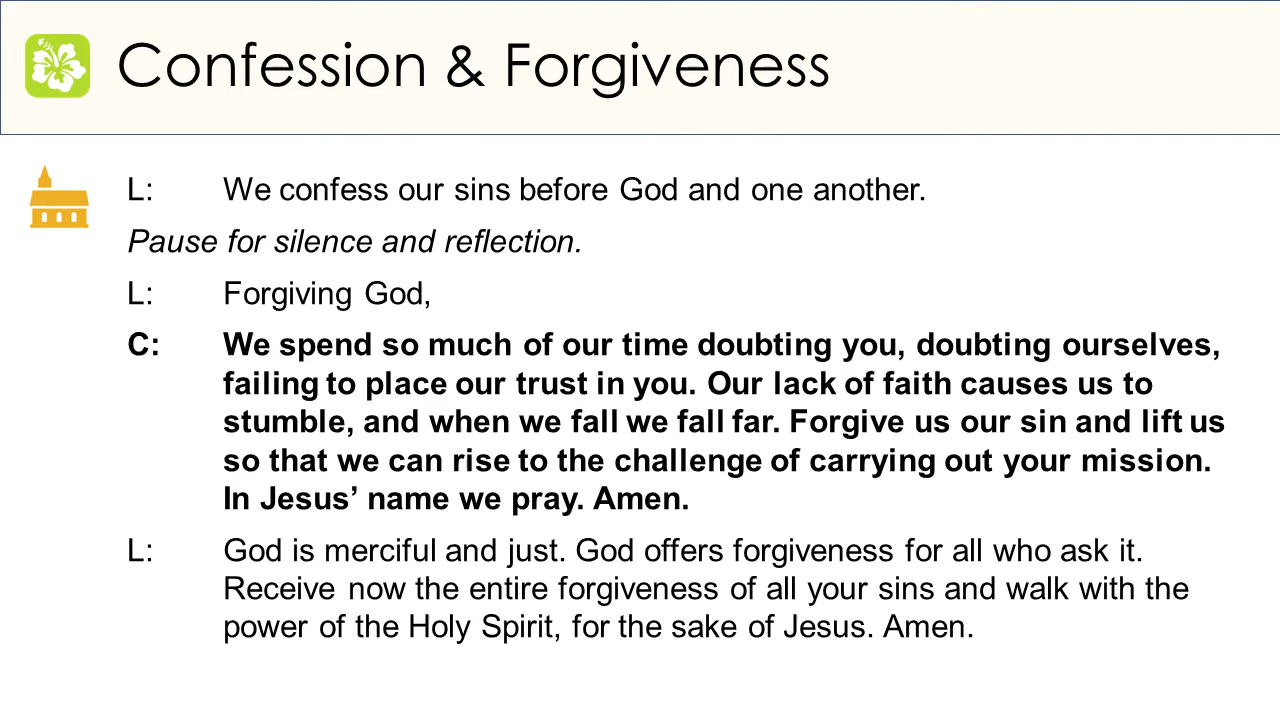 Confession & Forgiveness
L: We confess our sins before God and one another.
Pause for silence and reflection.
L: Forgiving God,
C: We spend so much of our time doubting you, doubting ourselves,
failing to place our trust in you. Our lack of faith causes us to
stumble, and when we fall we fall far. Forgive us our sin and lift us
so that we can rise to the challenge of carrying out your mission.
In Jesus’ name we pray. Amen.
L: God is merciful and just. God offers forgiveness for all who ask it.
Receive now the entire forgiveness of all your sins and walk with the
power of the Holy Spirit, for the sake of Jesus. Amen.